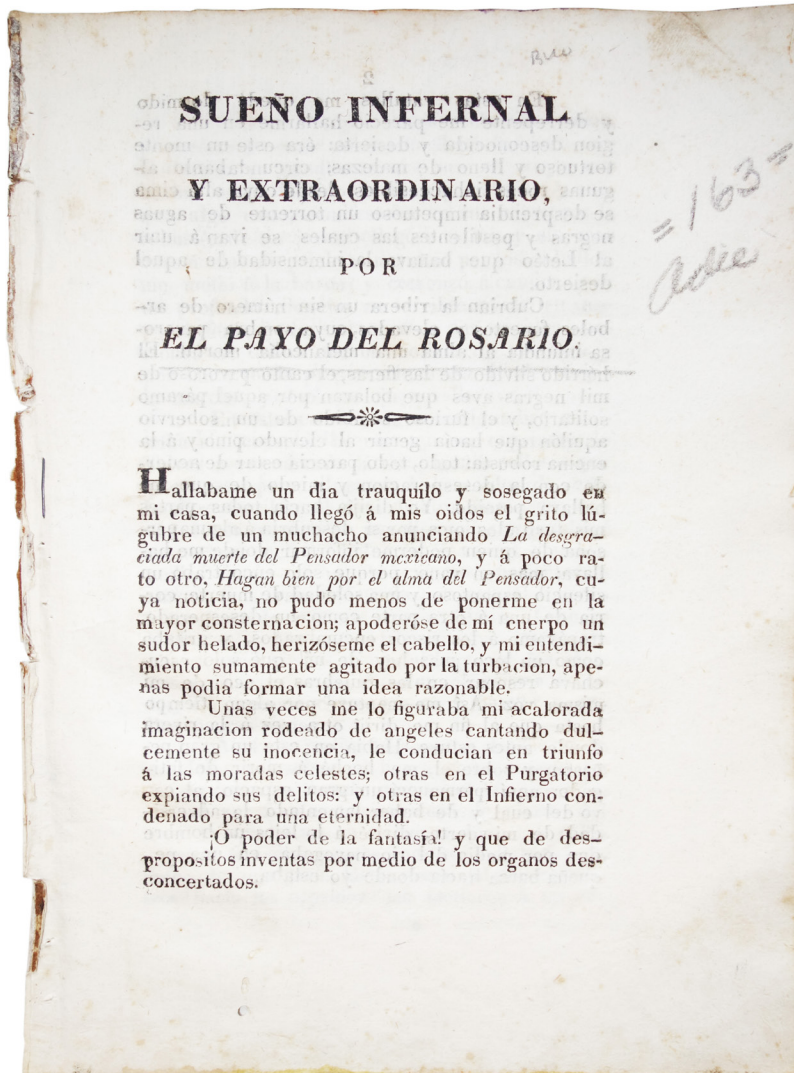 SUEÑO INFERNAL
Y EXTRAORDINARIO,
POR
EL PAYO DEL ROSARIO.
=163=
Hallabame un dia trauquílo y sosegado en
mi casa, cuando llegó á mis oidos el grito lú-
gubre de un muchacho anunciando La desgra-
ciada muerte del Pensador mexicano, y á poco ra-
to otro, Hagan bien por el alma del Pensador, cu-
ya noticia, no pudo menos de ponerme en la
mayor consternacion; apoderóse de mí cuerpo un
sudor helado, herizóseme el cabello, y mi entendi-
miento sumamente agitado por la turbacion, ape-
nas podia formar una idea razonable.
Unas veces me lo figuraba mi acalorada
imaginacion rodeado de angeles cantando dul-
cemente su inocencia, le conducian en triunfo
á las moradas celestes; otras en el Purgatorio
expiando sus delitos: y otras en el Infierno con-
denado para una eternidad.
¡O poder de la fantasía! y que de des-
propositos inventas por medio de los organos des-
concertados.